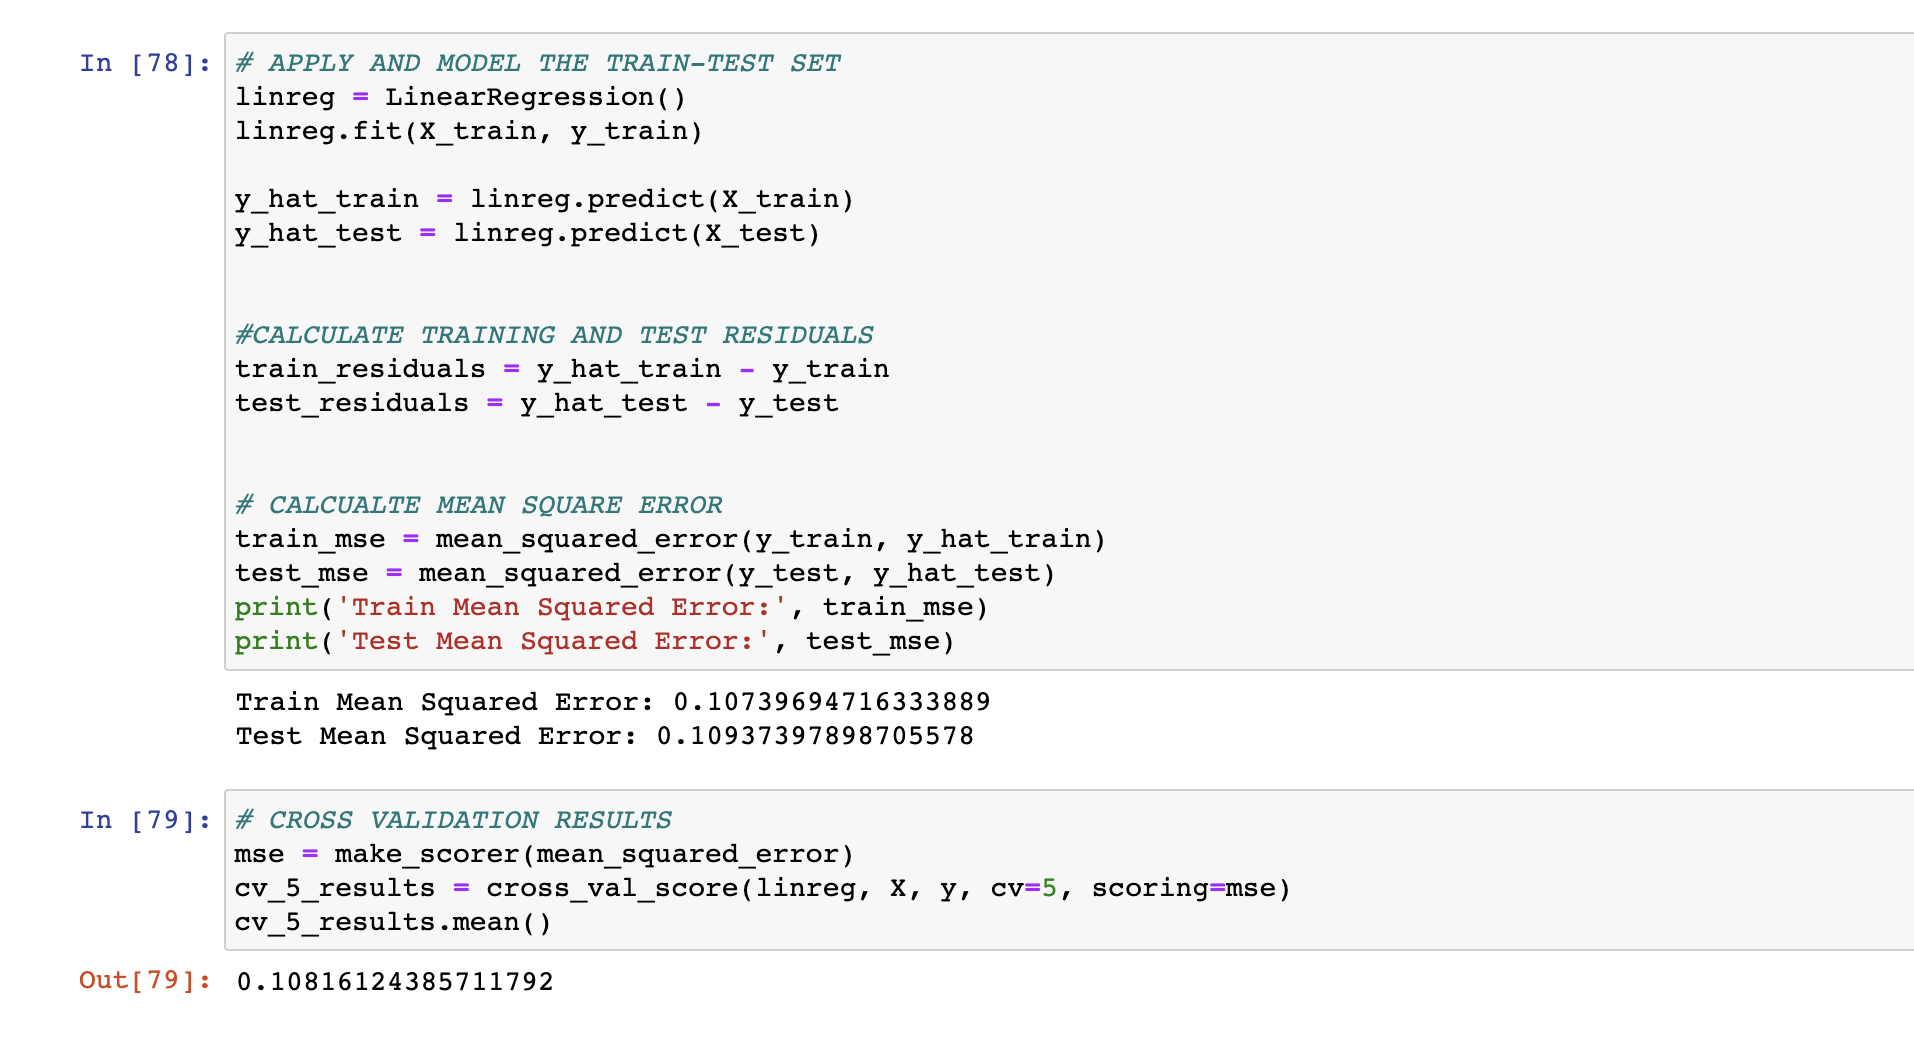 In [78]: # APPLY AND MODEL THE TRAIN-TEST SET
linreg = LinearRegression()
linreg.fit(X_train, y_train)
y_hat_train = linreg.predict(X_train)
y_hat_test = linreg.predict(X_test)
#CALCULATE TRAINING AND TEST RESIDUALS
train_residuals = y_hat_train - y_train
test_residuals = y_hat_test - y_test
# CALCUALTE MEAN SQUARE ERROR
train_mse = mean_squared_error(y_train, y_hat_train)
test_mse = mean_squared_error(y_test, y_hat_test)
print('Train Mean Squared Error:', train_mse)
print('Test Mean Squared Error:', test_mse)
Train Mean Squared Error: 0.10739694716333889
Test Mean Squared Error: 0.10937397898705578
In [79]: # CROSS VALIDATION RESULTS
mse = make_scorer(mean_squared_error)
cv_5_results = cross_val_score(linreg, X, y, cv=5, scoring=mse)
cv_5_results.mean()
Out[79]: 0.10816124385711792